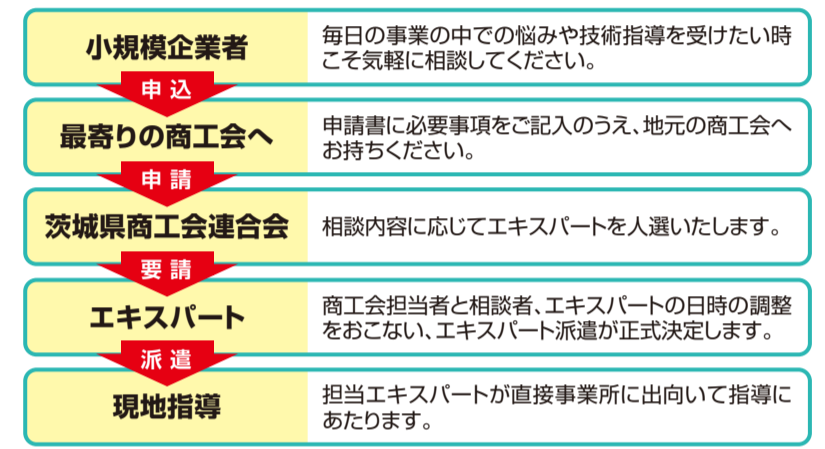 小規模企業者
毎日の事業の中での悩みや技術指導を受けたい時
こそ気軽に相談してください。
申込
最寄りの商工会へ
申請書に必要事項をご記入のうえ、地元の商工会へ
お持ちください。
申請
茨城県商工会連合会
相談内容に応じてエキスパートを人選いたします。
要請
エキスパート
商工会担当者と相談者、エキスパートの日時の調整
をおこない、エキスパート派遣が正式決定します。
派遣
現地指導
担当エキスパートが直接事業所に出向いて指導に
あたります。